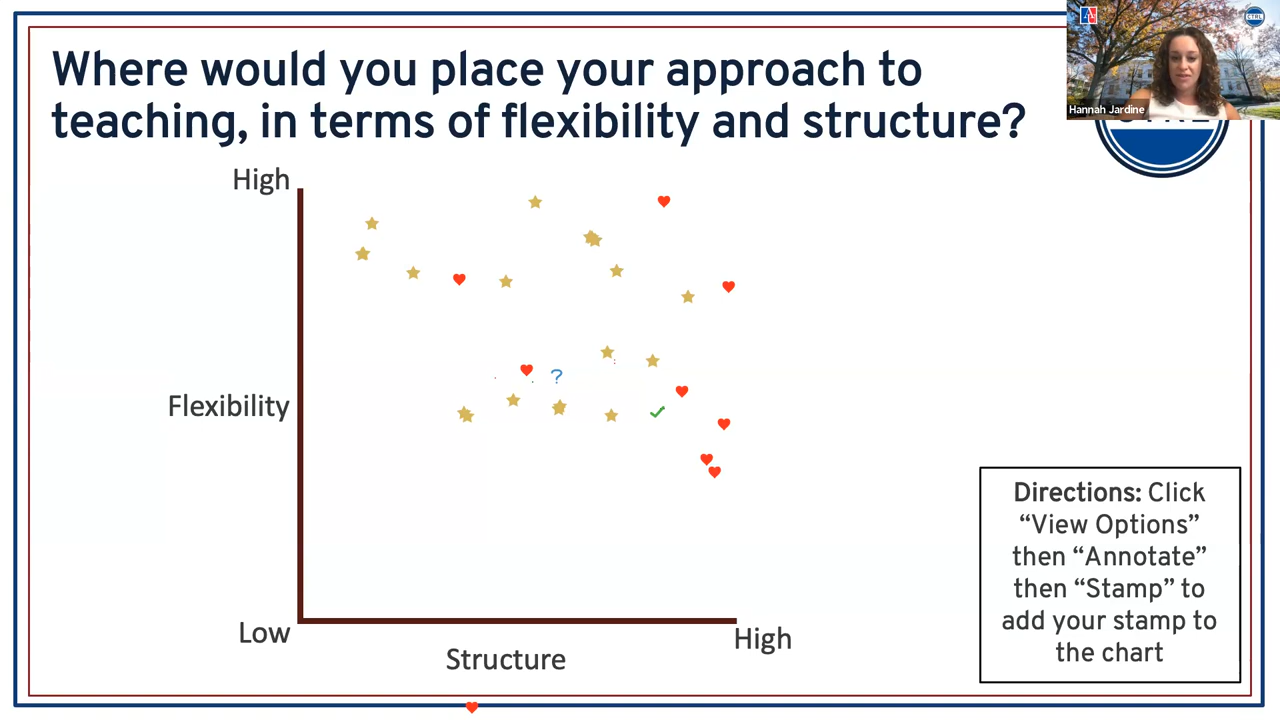 Where would you place your approach to
teaching, in terms of flexibility and structure?
Hannah Jardine
High
Flexibility
Low
High
Structure
?
Directions: Click
“View Options”
then “Annotate”
then “Stamp” to
add your stamp to
the chart